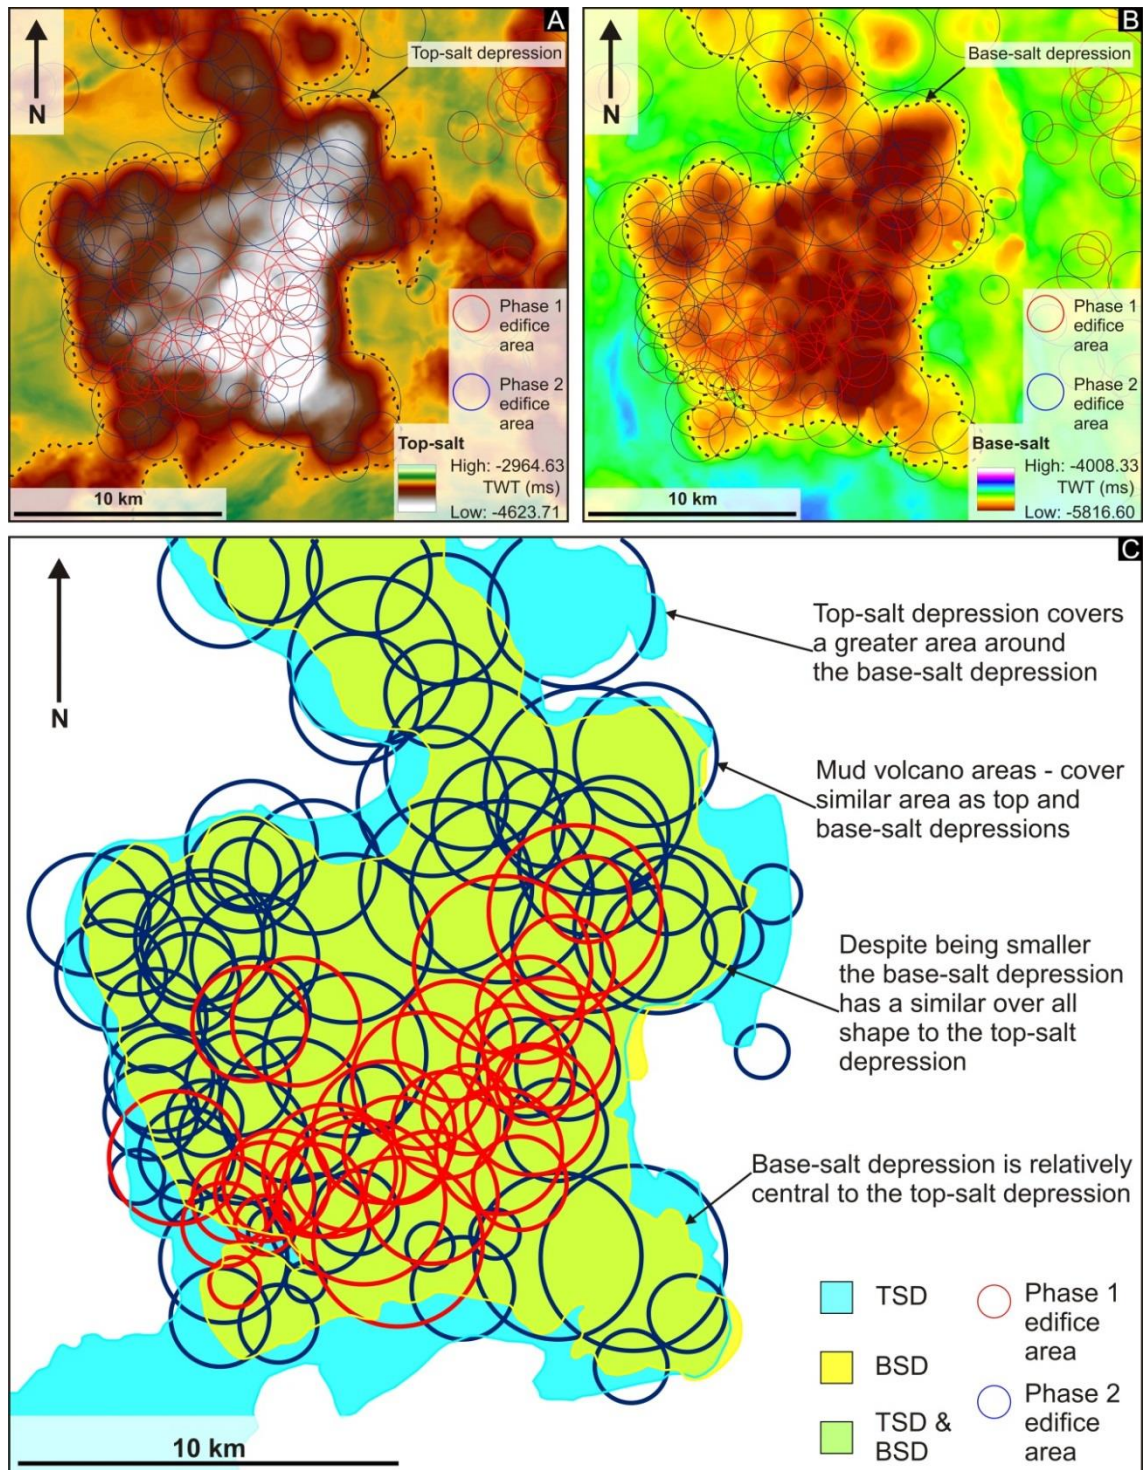 A
N
Top-salt depression
Phase 1
edifice
area
Phase 2
edifice
area
Top-salt
High: -2964.63
TWT (ms)
Low: -4623.71
10 km
B
N
Base-salt depression
Phase 1
edifice
area
Phase 2
edifice
area
Base-salt
High: -4008.33
TWT (ms)
Low: -5816.60
10 km
C
N
Top-salt depression covers
a greater area around
the base-salt depression
Mud volcano areas - cover
similar area as top and
base-salt depressions
Despite being smaller
the base-salt depression
has a similar over all
shape to the top-salt
depression
Base-salt depression is relatively
central to the top-salt depression
TSD
BSD
TSD &
BSD
Phase 1
edifice
area
Phase 2
edifice
area
10 km